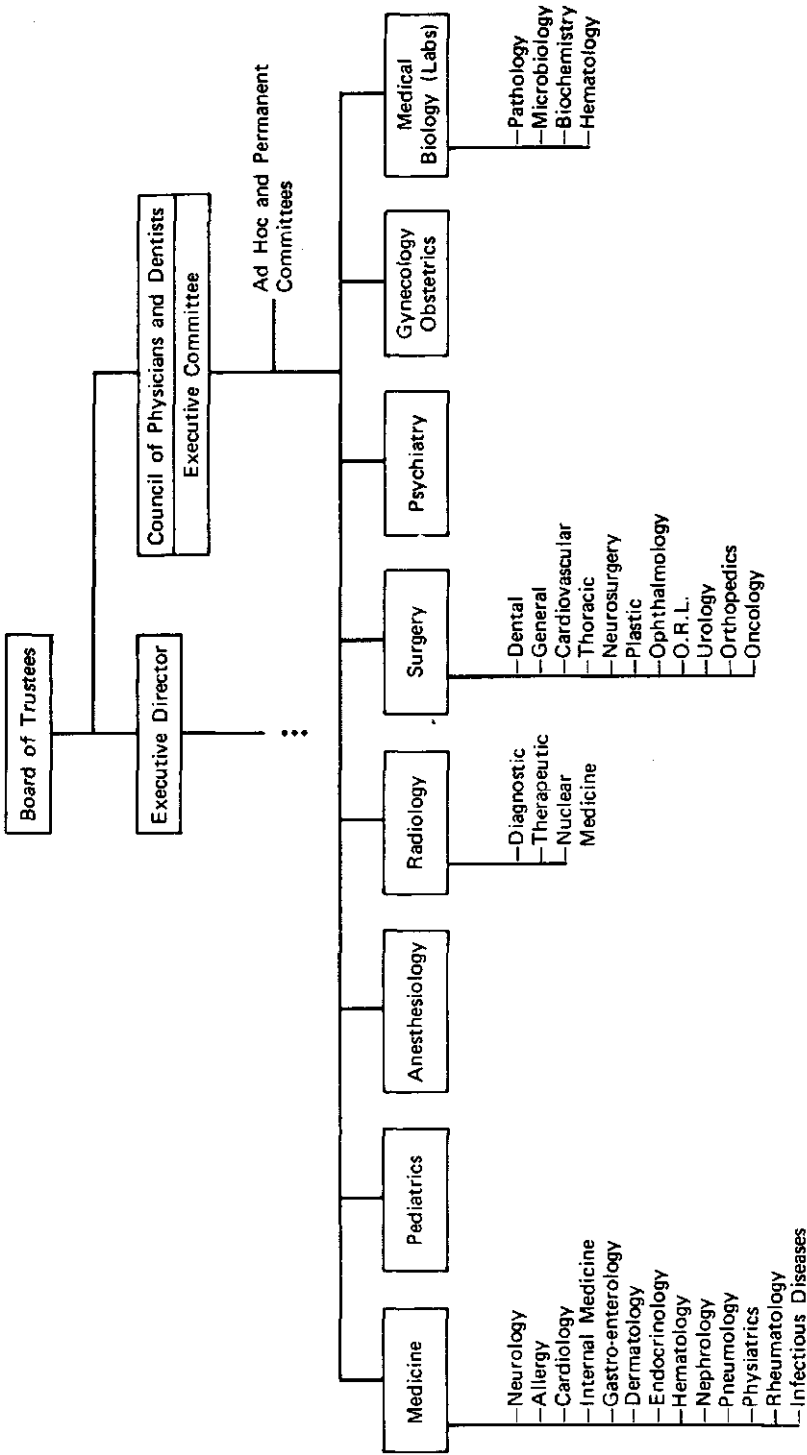 Board of Trustees
Executive Director
Council of Physicians and Dentists
Executive Committee
Ad Hoc and Permanent
Committees
Medicine
Neurology
Allergy
Cardiology
Internal Medicine
Gastro-enterology
Dermatology
Endocrinology
Hematology
Nephrology
Pneumology
Physiatrics
Rheumatology
Infectious Diseases
Pediatrics
Anesthesiology
Radiology
Diagnostic
Therapeutic
Nuclear
Medicine
Surgery
Dental
General
Cardiovascular
Thoracic
Neurosurgery
Plastic
Ophthalmology
O.R.L.
Urology
Orthopedics
Oncology
Psychiatry
Gynecology
Obstetrics
Medical
Biology (Labs)
Pathology
Microbiology
Biochemistry
Hematology